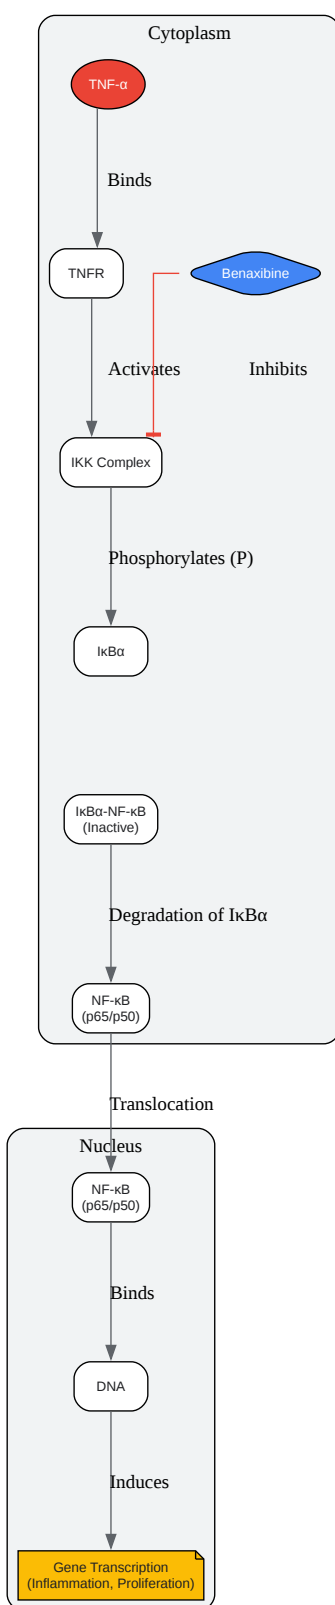 Cytoplasm
TNF-α
Binds
TNFR
Benaxibine
Activates
Inhibits
IKK Complex
Phosphorylates (P)
IκBα
IκBα-NF-κB
(Inactive)
Degradation of IκBα
NF-κB
(p65/p50)
Translocation
Nucleus
NF-κB
(p65/p50)
Binds
DNA
Induces
Gene Transcription
(Inflammation, Proliferation)